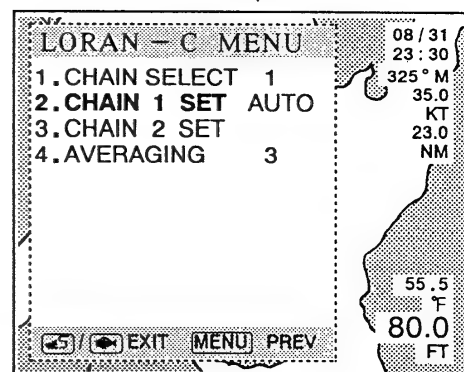 LORAN – C MENU
1.CHAIN SELECT 1
2.CHAIN 1 SET AUTO
3.CHAIN 2 SET
4.AVERAGING 3
EXIT MENU PREV
08/31
23:30
325°M
35.0
KT
23.0
NM
55.5
°F
80.0
FT